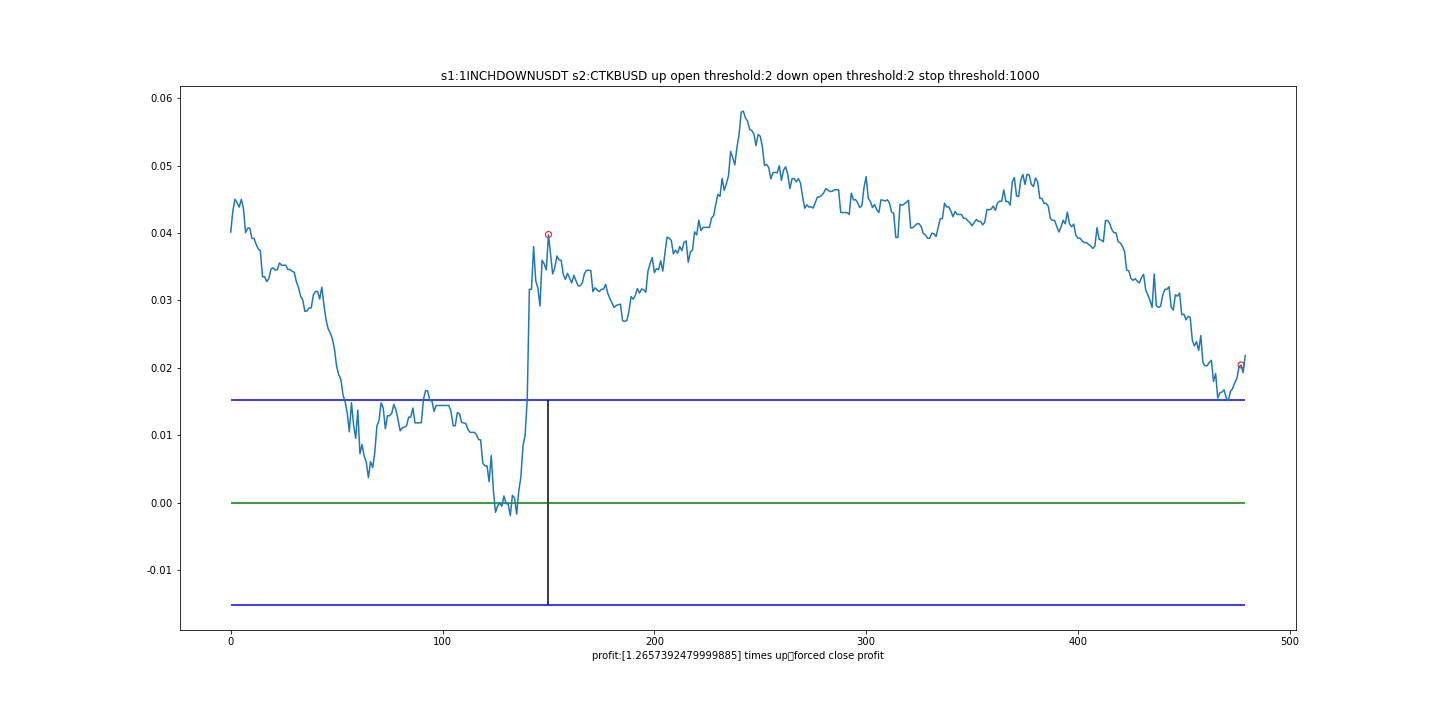 s1:1INCHDOWNUSDT s2:CTKBUSD up open threshold:2 down open threshold:2 stop threshold:1000
0.06
0.05
0.04
0.03
0.02
0.01
0.00
-0.01
0 100 200 300 400 500
profit:[1.2657392479999885] times up▯forced close profit